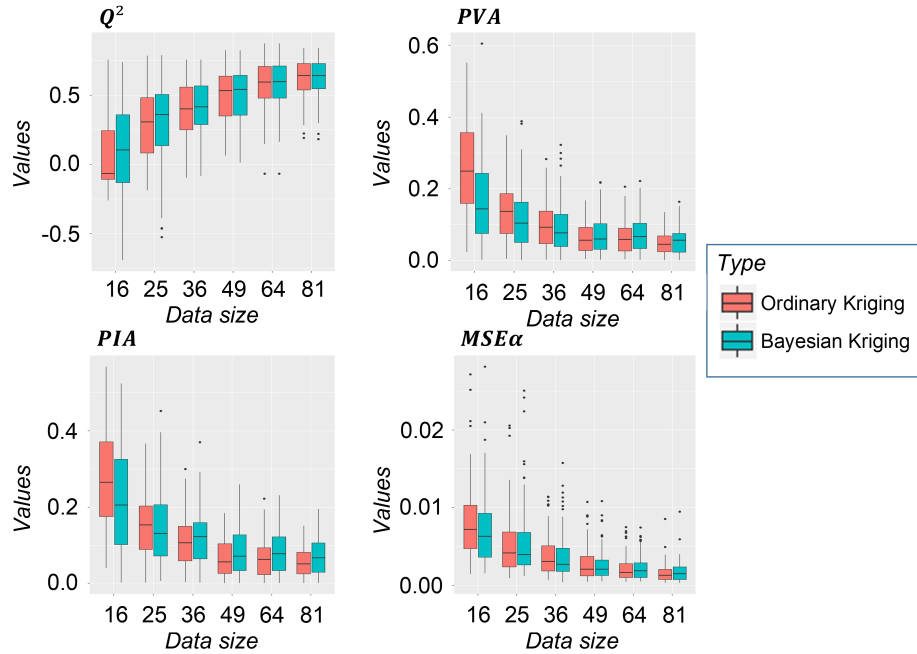 Q²
Values
0.5
0.0
-0.5
16 25 36 49 64 81
Data size
PVA
Values
0.6
0.4
0.2
0.0
16 25 36 49 64 81
Data size
Type
Ordinary Kriging
Bayesian Kriging
PIA
Values
0.4
0.2
0.0
16 25 36 49 64 81
Data size
MSEα
Values
0.02
0.01
0.00
16 25 36 49 64 81
Data size